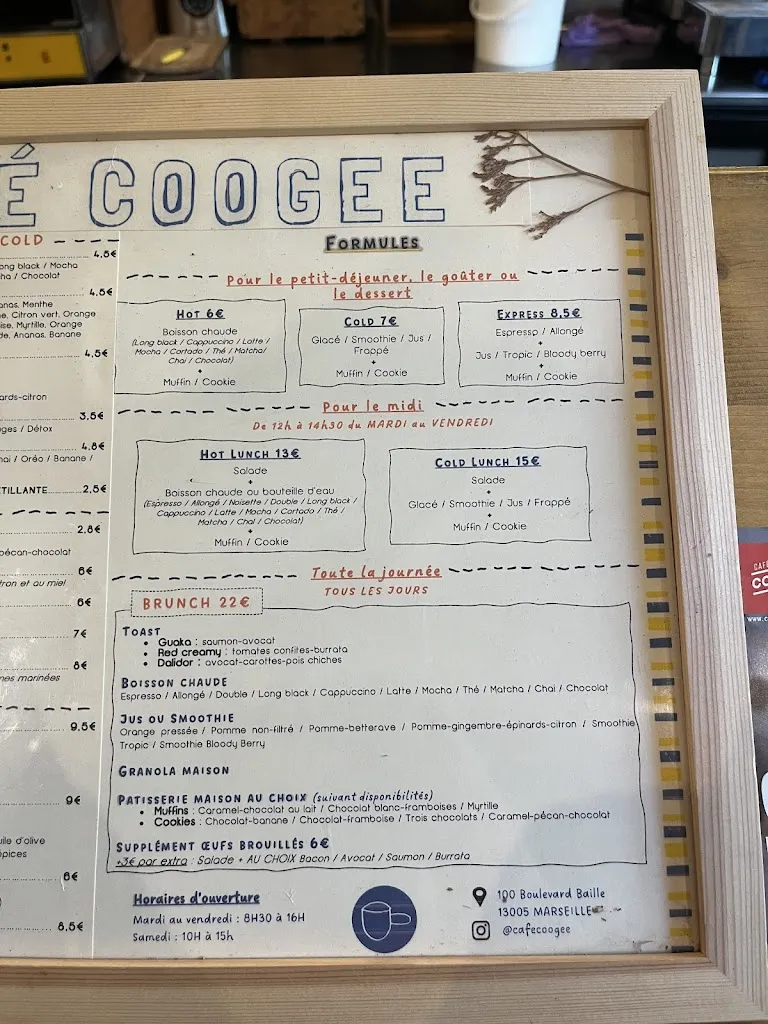 É COOGEE
COLD
4.5€
ong black / Mocha
ha / Chocolat
4.5€
anas, Menthe
e, Citron vert, Orange
ise, Myrtille, Orange
de, Ananas, Banane
4,5€
ards-citron
3.5€
ges / Détox
4.8€
hai / Oréo / Banane /
TILLANTE 2,5€
2.8€
pécan-chocolat
6€
tron et au miel
6€
7€
8€
nes marinées
9.5€
9€
uile d'olive
épices
8€
)
8,5€
FORMULES
Pour le petit-déjeuner, le goûter ou
le dessert
HOT 6€
Boisson chaude
(Long black / Cappuccino / Latte /
Mocha / Cortado / Thé / Matcha/
Chai / Chocolat)
+
Muffin / Cookie
COLD 7€
Glacé / Smoothie / Jus /
Frappé
+
Muffin / Cookie
EXPRESS 8,5€
Espressp / Allongé
+
Jus / Tropic / Bloody berry
+
Muffin / Cookie
Pour le midi
De 12h à 14h30 du MARDI au VENDREDI
HOT LUNCH 13€
Salade
+
Boisson chaude ou bouteille d'eau
(Espresso / Allongé / Noisette / Double / Long black /
Cappuccino / Latte / Mocha / Cortado / Thé /
Matcha / Chai / Chocolat)
+
Muffin / Cookie
COLD LUNCH 15€
Salade
+
Glacé / Smoothie / Jus / Frappé
+
Muffin / Cookie
Toute la journée
TOUS LES JOURS
BRUNCH 22€
TOAST
• Guaka : saumon-avocat
• Red creamy : tomates confites-burrata
• Dalidor : avocat-carottes-pois chiches
BOISSON CHAUDE
Espresso / Allongé / Double / Long black / Cappuccino / Latte / Mocha / Thé / Matcha / Chai / Chocolat
JUS OU SMOOTHIE
Orange pressée / Pomme non-filtré / Pomme-betterave / Pomme-gingembre-épinards-citron / Smoothie
Tropic / Smoothie Bloody Berry
GRANOLA MAISON
PATISSERIE MAISON AU CHOIX (suivant disponibilités)
• Muffins : Caramel-chocolat au lait / Chocolat blanc-framboises / Myrtille
• Cookies : Chocolat-banane / Chocolat-framboise / Trois chocolats / Caramel-pécan-chocolat
SUPPLÉMENT ŒUFS BROUILLÉS 6€
+3€ par extra : Salade + AU CHOIX Bacon / Avocat / Saumon / Burrata
Horaires d'ouverture
Mardi au vendredi : 8H30 à 16H
Samedi : 10H à 15h
100 Boulevard Baille
13005 MARSEILLE
@cafecoogee
CAFÉ
CO
www.c